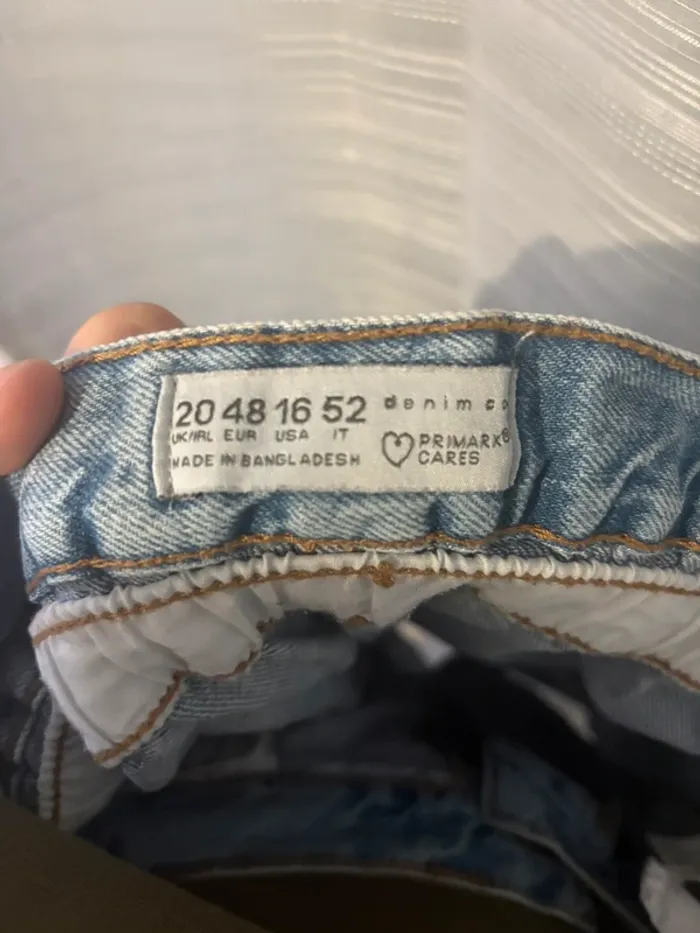 20 48 16 52 denim co
UK/IRL EUR USA IT
MADE IN BANGLADESH
PRIMARK®
CARES